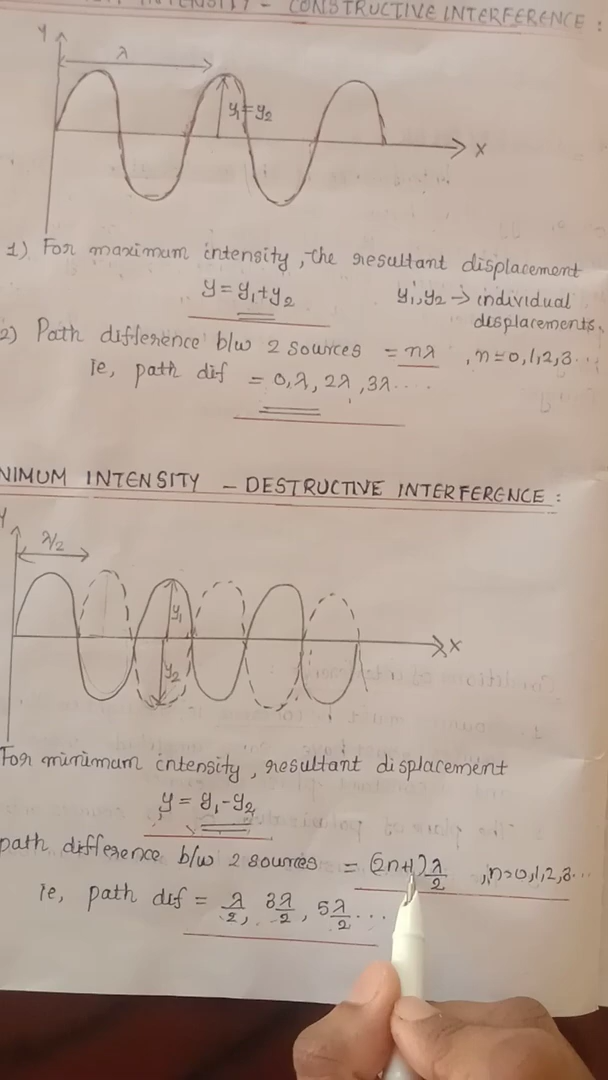 INTENSITY - CONSTRUCTIVE INTERFERENCE :
Y
λ
y₁=y₂
X
1) For maximum intensity, the resultant displacement
y = y₁+y₂ y₁,y₂ → individual
displacements.
2) Path difference b/w 2 sources = nλ , n=0,1,2,3...
ie, path dif = 0,λ, 2λ ,3λ....
NIMUM INTENSITY - DESTRUCTIVE INTERFERENCE :
Y
λ/2
y₁
X
y₂
For minimum intensity, resultant displacement
y = y₁-y₂
path difference b/w 2 sources = (2n+1) λ/2 , n=0,1,2,3...
ie, path dif = λ/2, 3λ/2, 5λ/2...